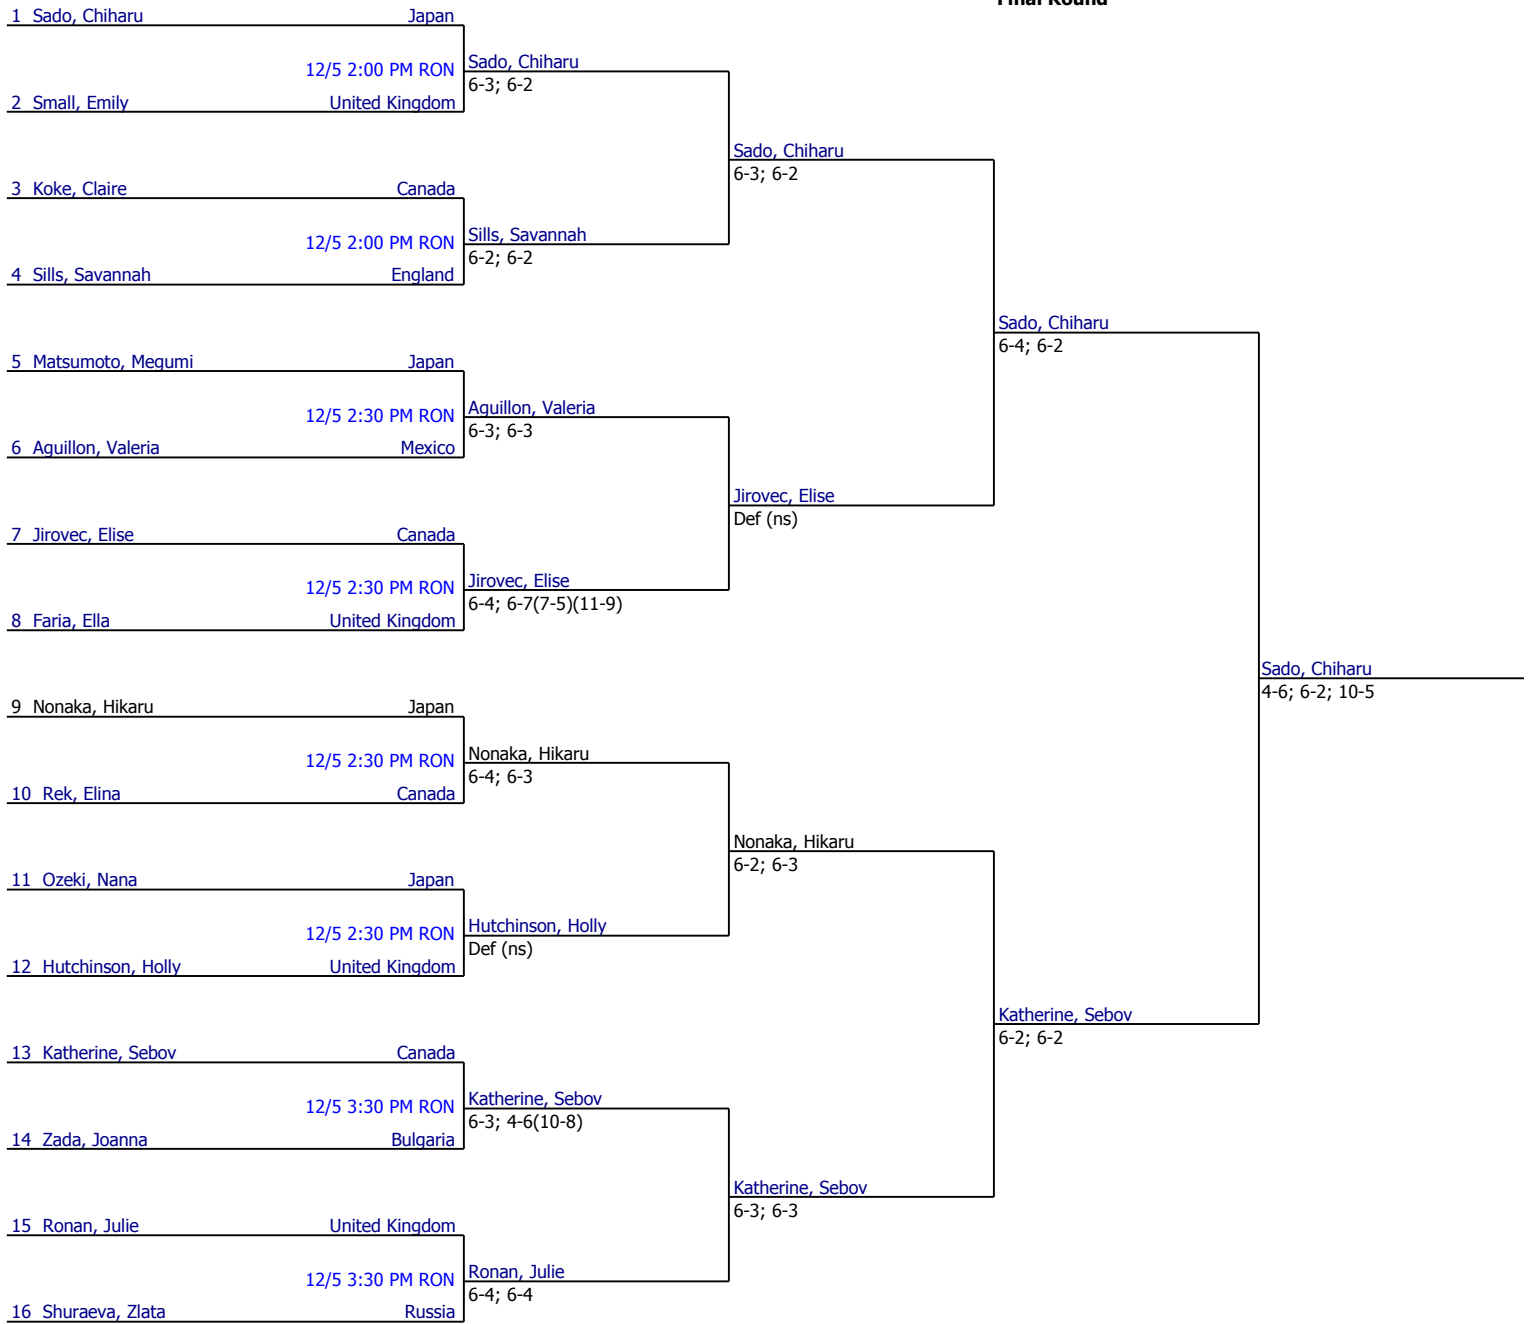 Final Round
1 Sado, Chiharu Japan
12/5 2:00 PM RON
2 Small, Emily United Kingdom
3 Koke, Claire Canada
12/5 2:00 PM RON
4 Sills, Savannah England
5 Matsumoto, Megumi Japan
12/5 2:30 PM RON
6 Aguillon, Valeria Mexico
7 Jirovec, Elise Canada
12/5 2:30 PM RON
8 Faria, Ella United Kingdom
9 Nonaka, Hikaru Japan
12/5 2:30 PM RON
10 Rek, Elina Canada
11 Ozeki, Nana Japan
12/5 2:30 PM RON
12 Hutchinson, Holly United Kingdom
13 Katherine, Sebov Canada
12/5 3:30 PM RON
14 Zada, Joanna Bulgaria
15 Ronan, Julie United Kingdom
12/5 3:30 PM RON
16 Shuraeva, Zlata Russia
Sado, Chiharu
6-3; 6-2
Sills, Savannah
6-2; 6-2
Aguillon, Valeria
6-3; 6-3
Jirovec, Elise
6-4; 6-7(7-5)(11-9)
Nonaka, Hikaru
6-4; 6-3
Hutchinson, Holly
Def (ns)
Katherine, Sebov
6-3; 4-6(10-8)
Ronan, Julie
6-4; 6-4
Sado, Chiharu
6-3; 6-2
Jirovec, Elise
Def (ns)
Nonaka, Hikaru
6-2; 6-3
Katherine, Sebov
6-3; 6-3
Sado, Chiharu
6-4; 6-2
Katherine, Sebov
6-2; 6-2
Sado, Chiharu
4-6; 6-2; 10-5